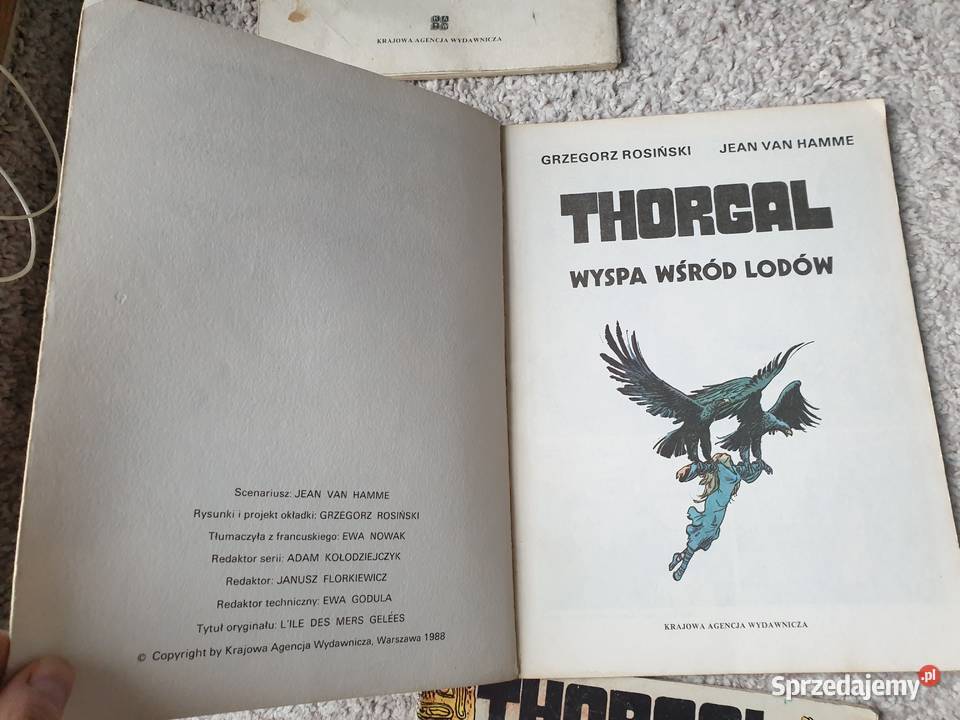 KRAJOWA AGENCJA WYDAWNICZA
Scenariusz: JEAN VAN HAMME
Rysunki i projekt okładki: GRZEGORZ ROSIŃSKI
Tłumaczyła z francuskiego: EWA NOWAK
Redaktor serii: ADAM KOŁODZIEJCZYK
Redaktor: JANUSZ FLORKIEWICZ
Redaktor techniczny: EWA GODULA
Tytuł oryginału: L'ILE DES MERS GELÉES
© Copyright by Krajowa Agencja Wydawnicza, Warszawa 1988
GRZEGORZ ROSIŃSKI JEAN VAN HAMME
THORGAL
WYSPA WŚRÓD LODÓW
KRAJOWA AGENCJA WYDAWNICZA
THORGAL
Sprzedajemy.pl